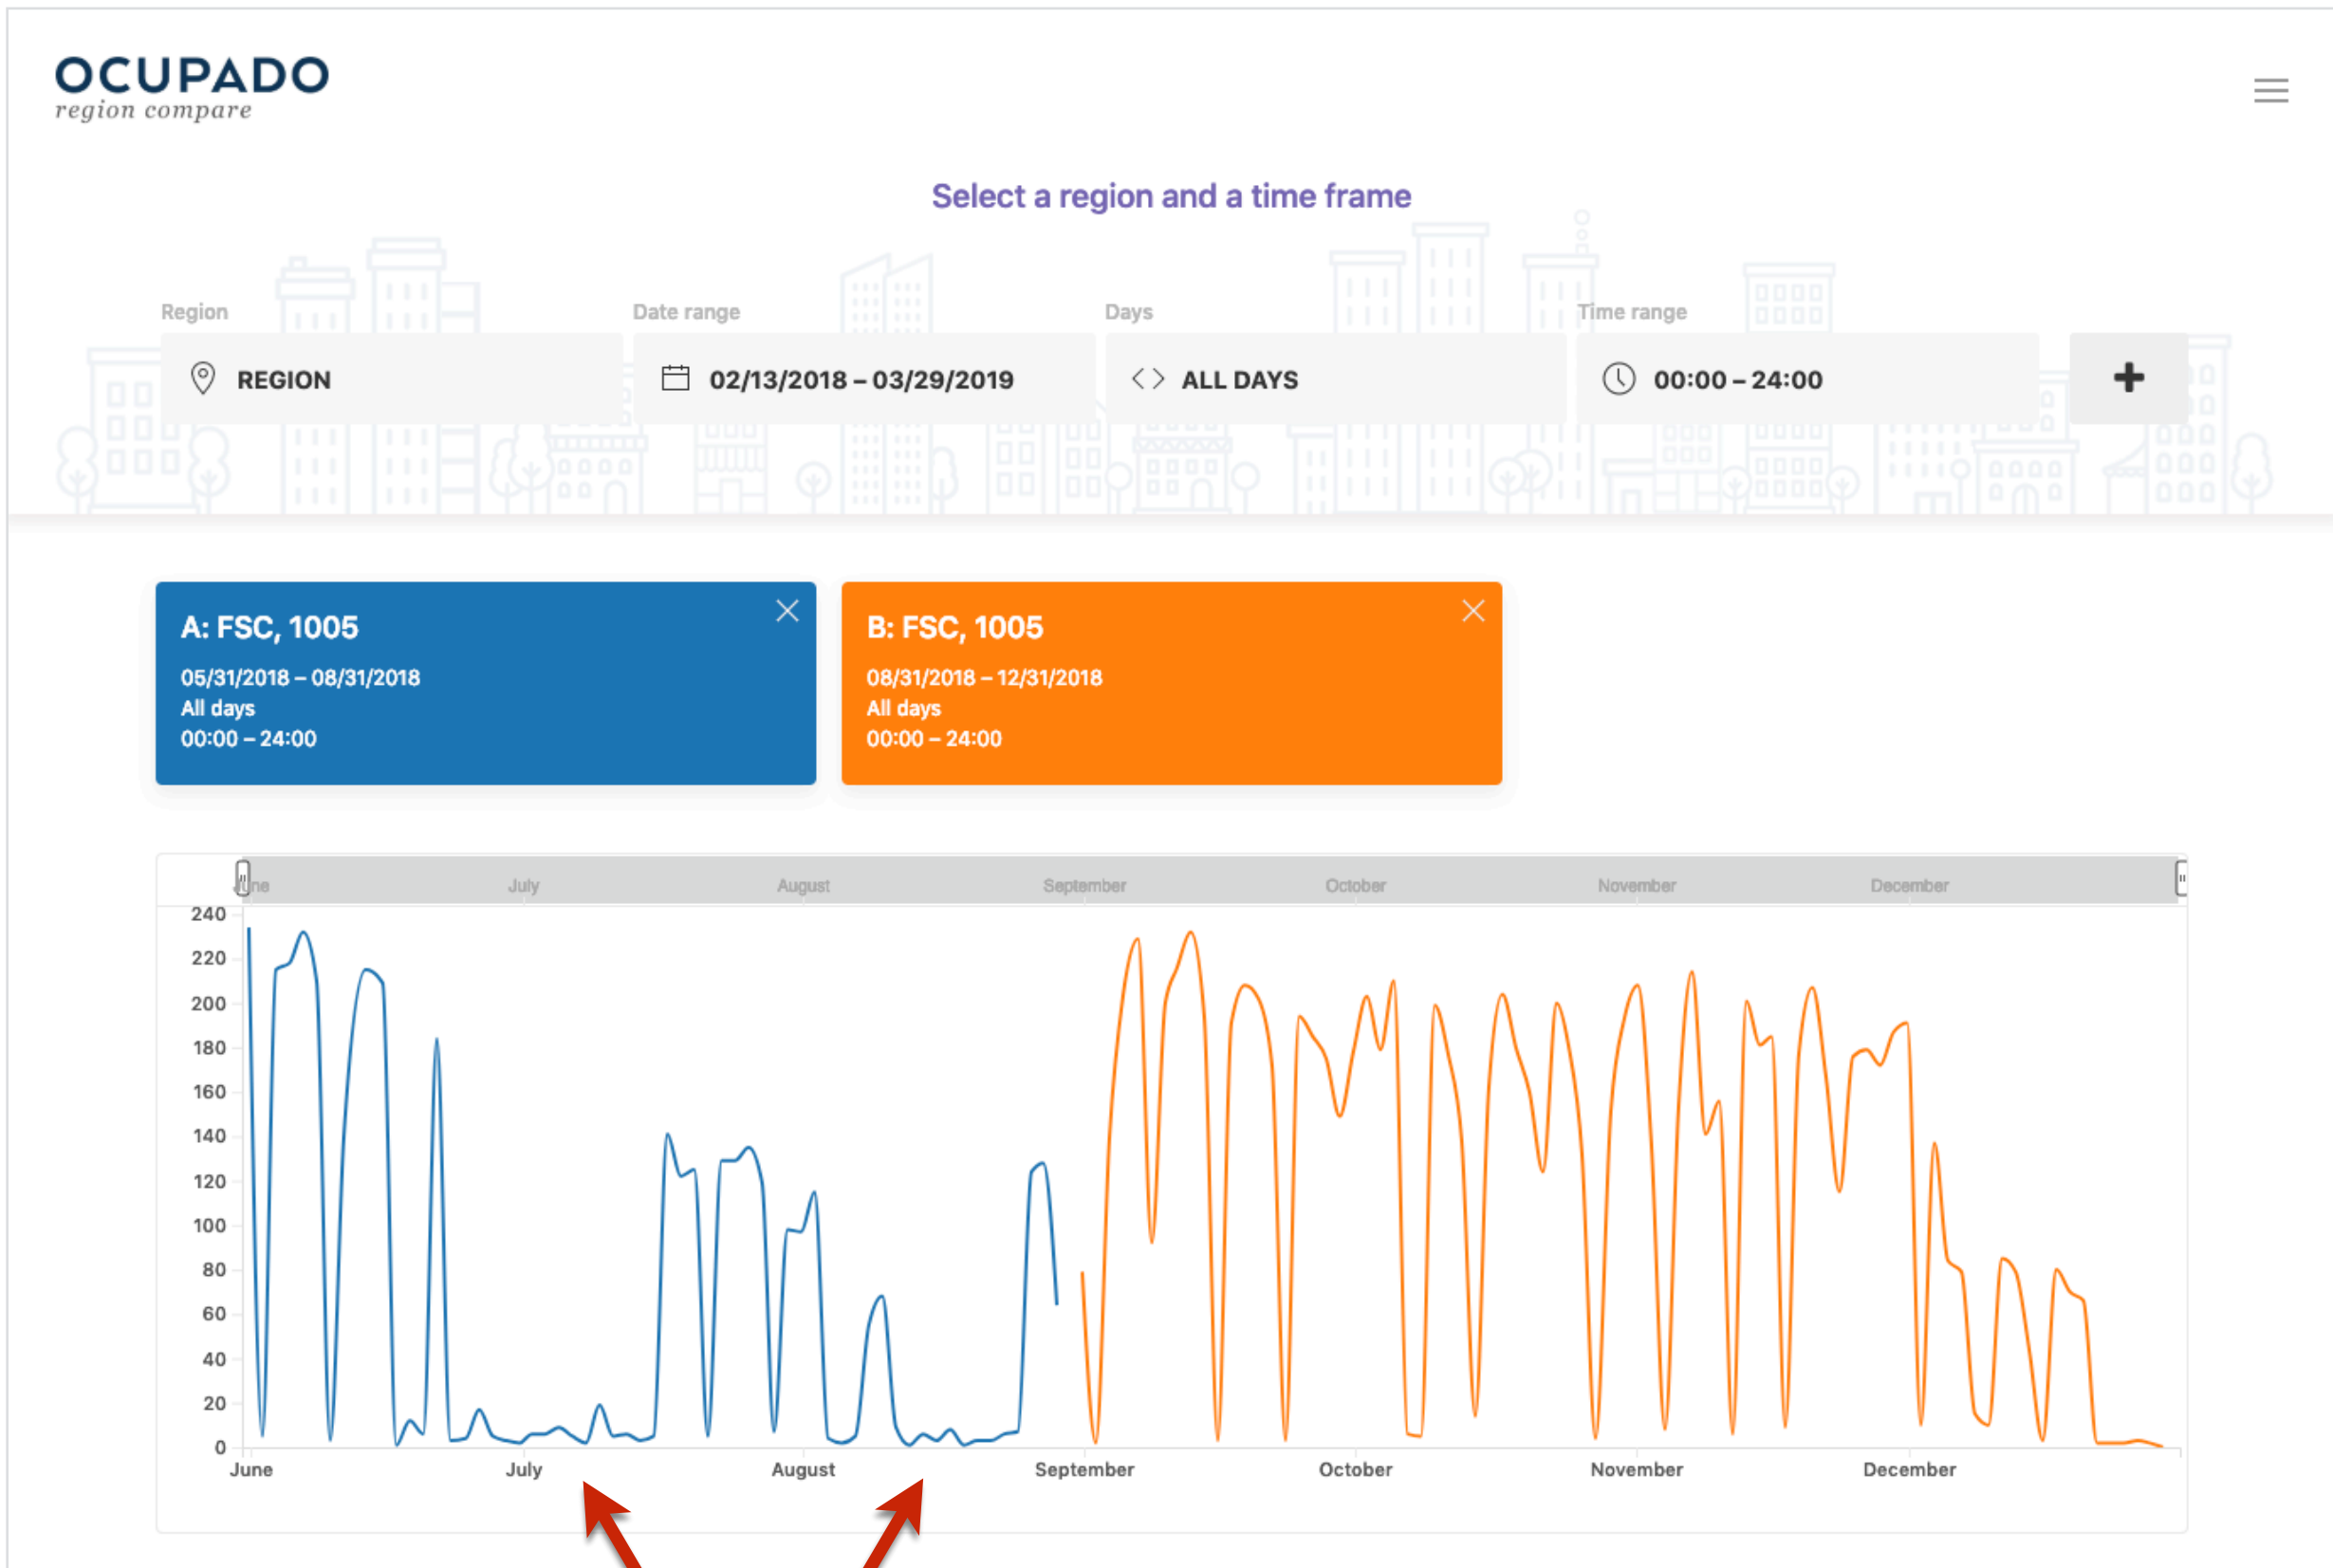 OCUPADO
region compare
Select a region and a time frame
Region Date range Days Time range
REGION 02/13/2018 – 03/29/2019 <> ALL DAYS 00:00 – 24:00 +
A: FSC, 1005
05/31/2018 – 08/31/2018
All days
00:00 – 24:00
B: FSC, 1005
08/31/2018 – 12/31/2018
All days
00:00 – 24:00
June July August September October November December
240
220
200
180
160
140
120
100
80
60
40
20
0
June July August September October November December